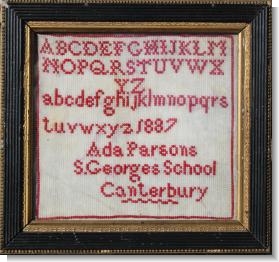 ABCDEFGHIJKLM
NOPQRSTUVWX
YZ
abcdefghijklmnopqrs
tuvwxyz 1887
Ada Parsons
S. Georges School
Canterbury